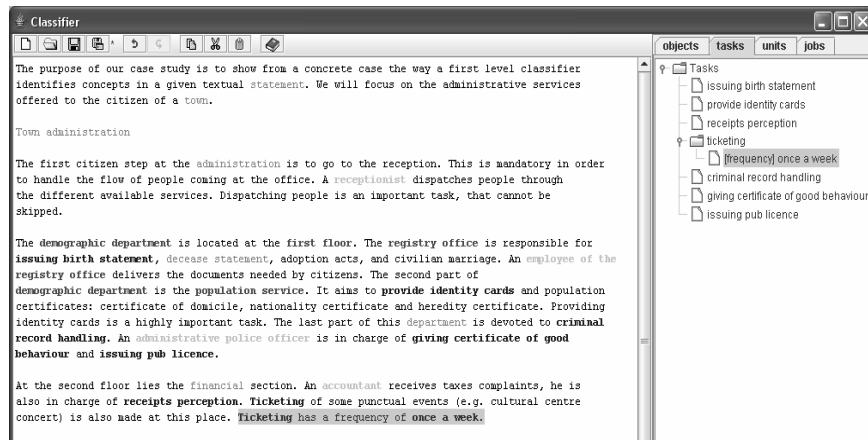 Classifier
The purpose of our case study is to show from a concrete case the way a first level classifier
identifies concepts in a given textual statement. We will focus on the administrative services
offered to the citizen of a town.
Town administration
The first citizen step at the administration is to go to the reception. This is mandatory in order
to handle the flow of people coming at the office. A receptionist dispatches people through
the different available services. Dispatching people is an important task, that cannot be
skipped.
The demographic department is located at the first floor. The registry office is responsible for
issuing birth statement, decease statement, adoption acts, and civilian marriage. An employee of the
registry office delivers the documents needed by citizens. The second part of
demographic department is the population service. It aims to provide identity cards and population
certificates: certificate of domicile, nationality certificate and heredity certificate. Providing
identity cards is a highly important task. The last part of this department is devoted to criminal
record handling. An administrative police officer is in charge of giving certificate of good
behaviour and issuing pub licence.
At the second floor lies the financial section. An accountant receives taxes complaints, he is
also in charge of receipts perception. Ticketing of some punctual events (e.g. cultural centre
concert) is also made at this place. Ticketing has a frequency of once a week.
objects tasks units jobs
Tasks
issuing birth statement
provide identity cards
receipts perception
ticketing
[frequency] once a week
criminal record handling
giving certificate of good behaviour
issuing pub licence